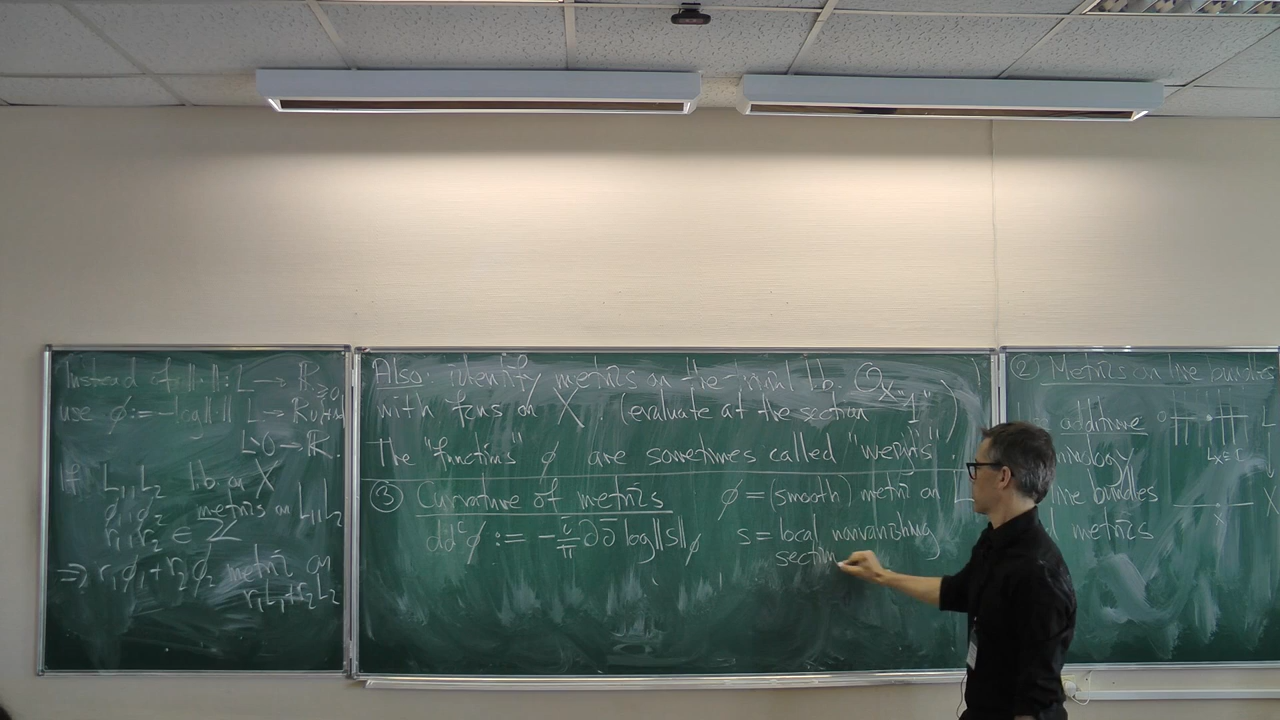 Instead of ||·||: L → R≥0
use φ := -log||·|| L → R∪{+∞}
L\0 → R.
If L₁, L₂ l.b. on X
φ₁, φ₂ metrics on L₁, L₂
r₁, r₂ ∈ Z
⇒ r₁φ₁ + r₂φ₂ metric on
r₁L₁ + r₂L₂
Also: identify metrics on the trivial l.b. O_X
with fcns on X. (evaluate at the section "1")
The "functions" φ are sometimes called "weights".
③ Curvature of metrics
dd^c φ := -i/π ∂∂̄ log||s||_φ
φ = (smooth) metric on L
s = local nonvanishing
section
② Metrics on line bundles
additive
line bundles
metrics
L
X
x